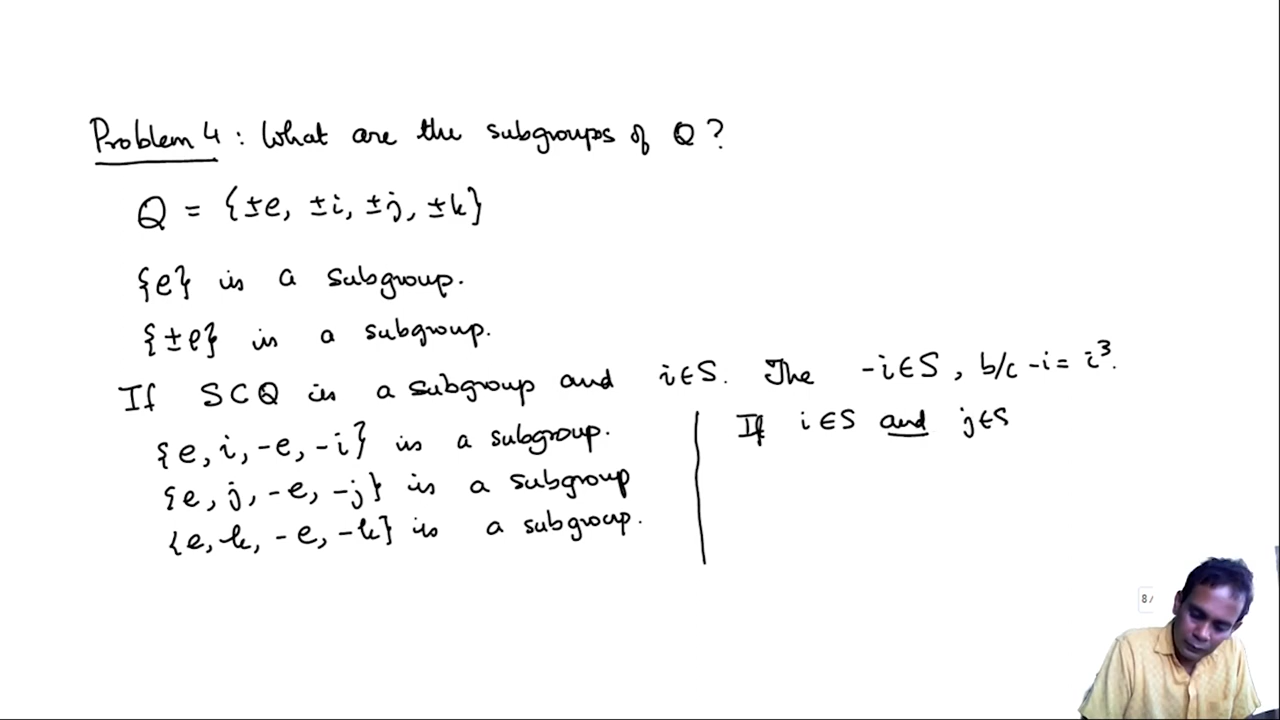 Problem 4: What are the subgroups of Q?
Q = {±e, ±i, ±j, ±k}
{e} is a subgroup.
{±e} is a subgroup.
If S ⊂ Q is a subgroup and i∈S. The -i∈S, b/c -i = i³.
{e, i, -e, -i} is a subgroup.
{e, j, -e, -j} is a subgroup
{e, k, -e, -k} is a subgroup.
If i∈S and j∈S
8/